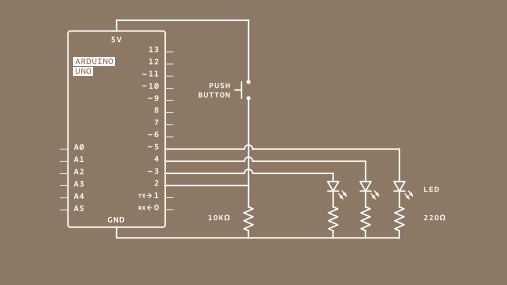 5V
ARDUINO
UNO
13
12
~11
~10
~9
8
7
~6
~5
4
~3
2
TX→1
RX←0
A0
A1
A2
A3
A4
A5
GND
PUSH
BUTTON
10KΩ
LED
220Ω